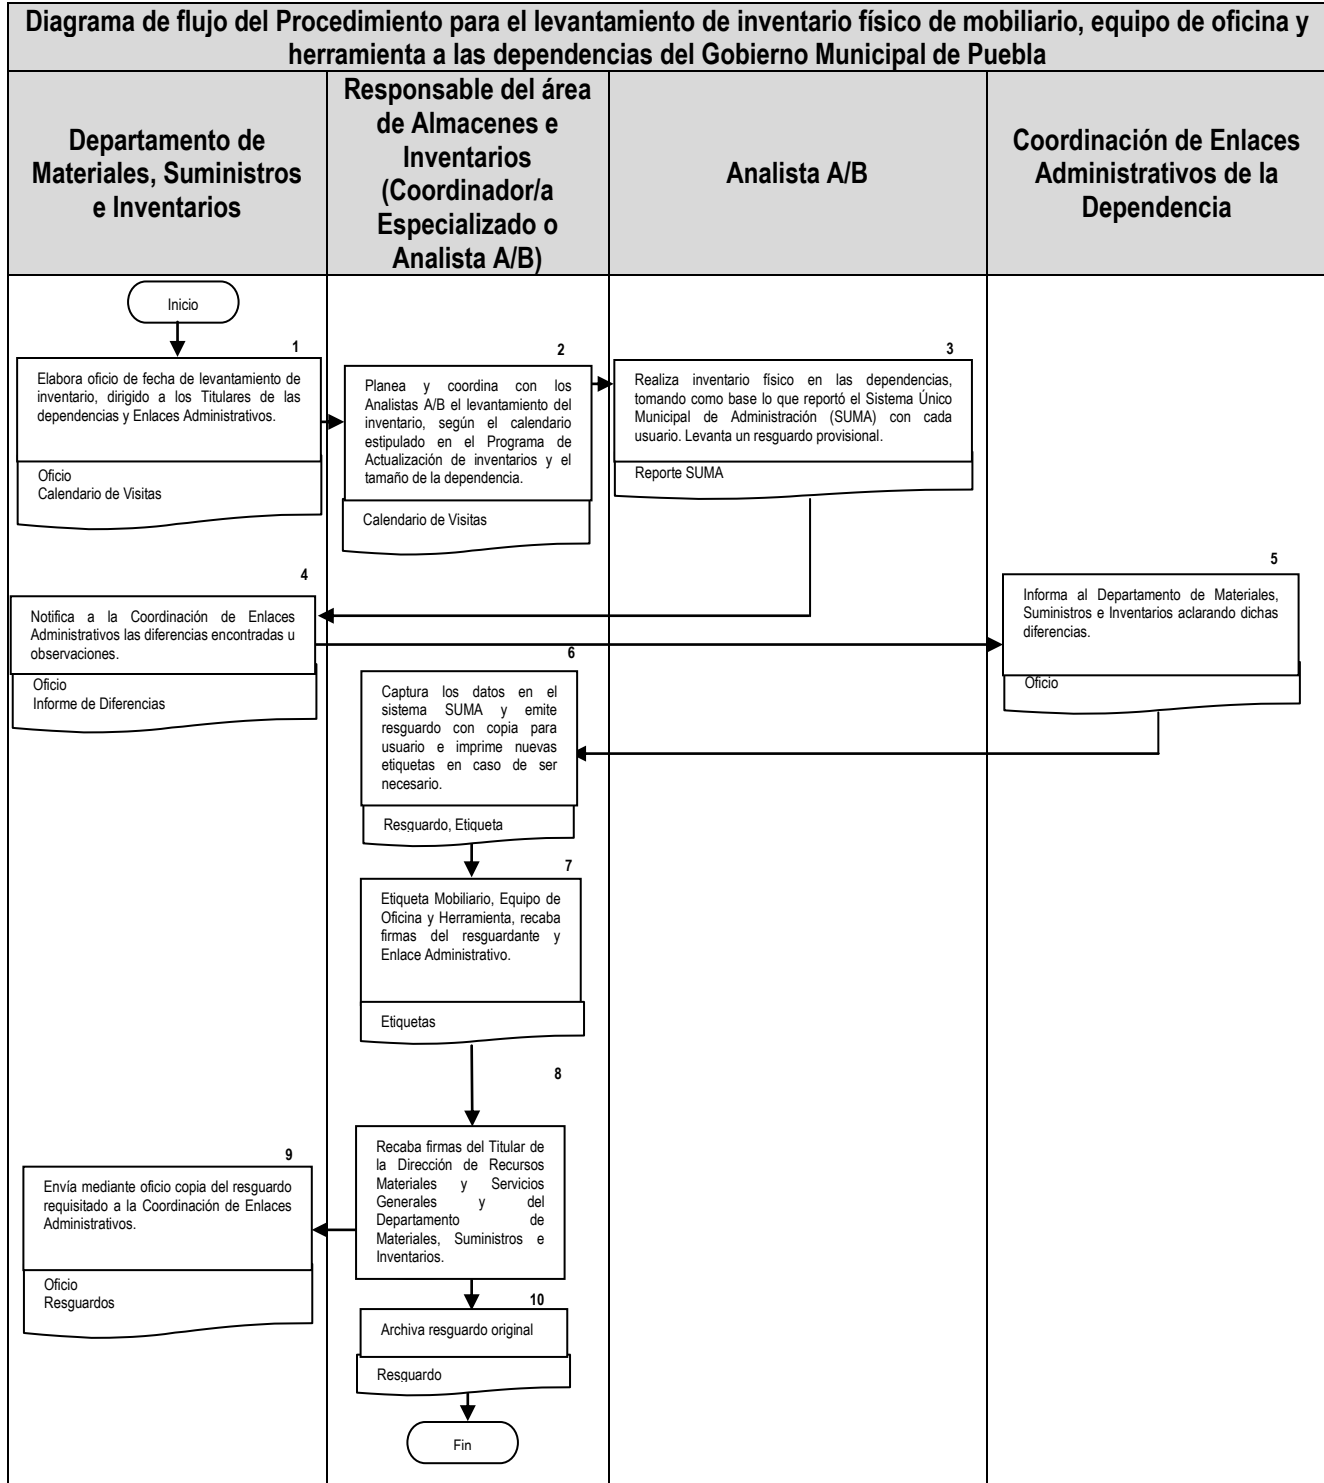 Diagrama de flujo del Procedimiento para el levantamiento de inventario físico de mobiliario, equipo de oficina y
herramienta a las dependencias del Gobierno Municipal de Puebla
Departamento de
Materiales, Suministros
e Inventarios
Responsable del área
de Almacenes e
Inventarios
(Coordinador/a
Especializado o
Analista A/B)
Analista A/B
Coordinación de Enlaces
Administrativos de la
Dependencia
Inicio
1
Elabora oficio de fecha de levantamiento de
inventario, dirigido a los Titulares de las
dependencias y Enlaces Administrativos.
Oficio
Calendario de Visitas
2
Planea y coordina con los
Analistas A/B el levantamiento del
inventario, según el calendario
estipulado en el Programa de
Actualización de inventarios y el
tamaño de la dependencia.
Calendario de Visitas
3
Realiza inventario físico en las dependencias,
tomando como base lo que reportó el Sistema Único
Municipal de Administración (SUMA) con cada
usuario. Levanta un resguardo provisional.
Reporte SUMA
4
Notifica a la Coordinación de Enlaces
Administrativos las diferencias encontradas u
observaciones.
Oficio
Informe de Diferencias
5
Informa al Departamento de Materiales,
Suministros e Inventarios aclarando dichas
diferencias.
Oficio
6
Captura los datos en el
sistema SUMA y emite
resguardo con copia para
usuario e imprime nuevas
etiquetas en caso de ser
necesario.
Resguardo, Etiqueta
7
Etiqueta Mobiliario, Equipo de
Oficina y Herramienta, recaba
firmas del resguardante y
Enlace Administrativo.
Etiquetas
8
Recaba firmas del Titular de
la Dirección de Recursos
Materiales y Servicios
Generales y del
Departamento de
Materiales, Suministros e
Inventarios.
9
Envía mediante oficio copia del resguardo
requisitado a la Coordinación de Enlaces
Administrativos.
Oficio
Resguardos
10
Archiva resguardo original
Resguardo
Fin